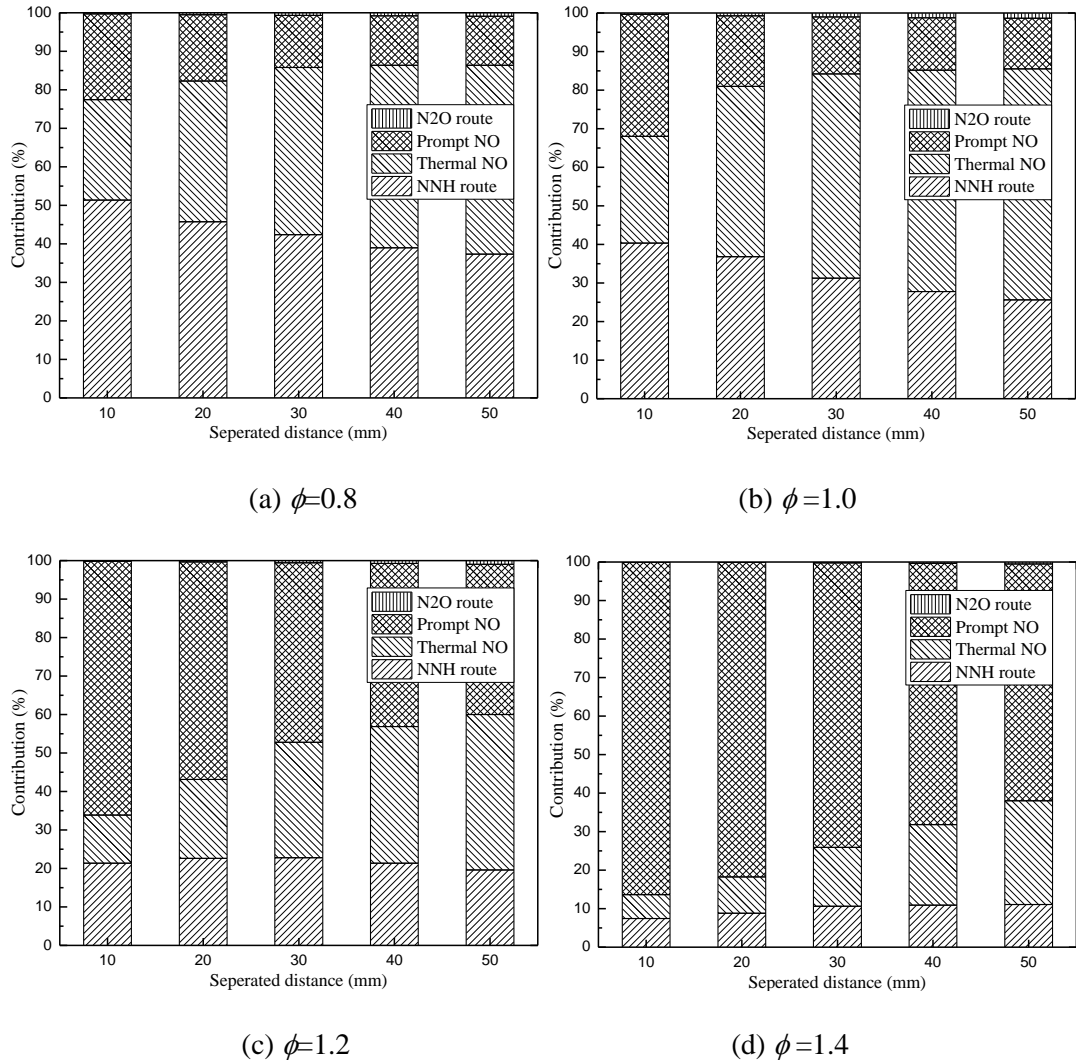 100
90
80
70
60
50
40
30
20
10
0
Contribution (%)
N2O route
Prompt NO
Thermal NO
NNH route
10 20 30 40 50
Seperated distance (mm)
(a) ϕ=0.8
100
90
80
70
60
50
40
30
20
10
0
Contribution (%)
N2O route
Prompt NO
Thermal NO
NNH route
10 20 30 40 50
Seperated distance (mm)
(b) ϕ =1.0
100
90
80
70
60
50
40
30
20
10
0
Contribution (%)
N2O route
Prompt NO
Thermal NO
NNH route
10 20 30 40 50
Seperated distance (mm)
(c) ϕ=1.2
100
90
80
70
60
50
40
30
20
10
0
Contribution (%)
N2O route
Prompt NO
Thermal NO
NNH route
10 20 30 40 50
Seperated distance (mm)
(d) ϕ =1.4